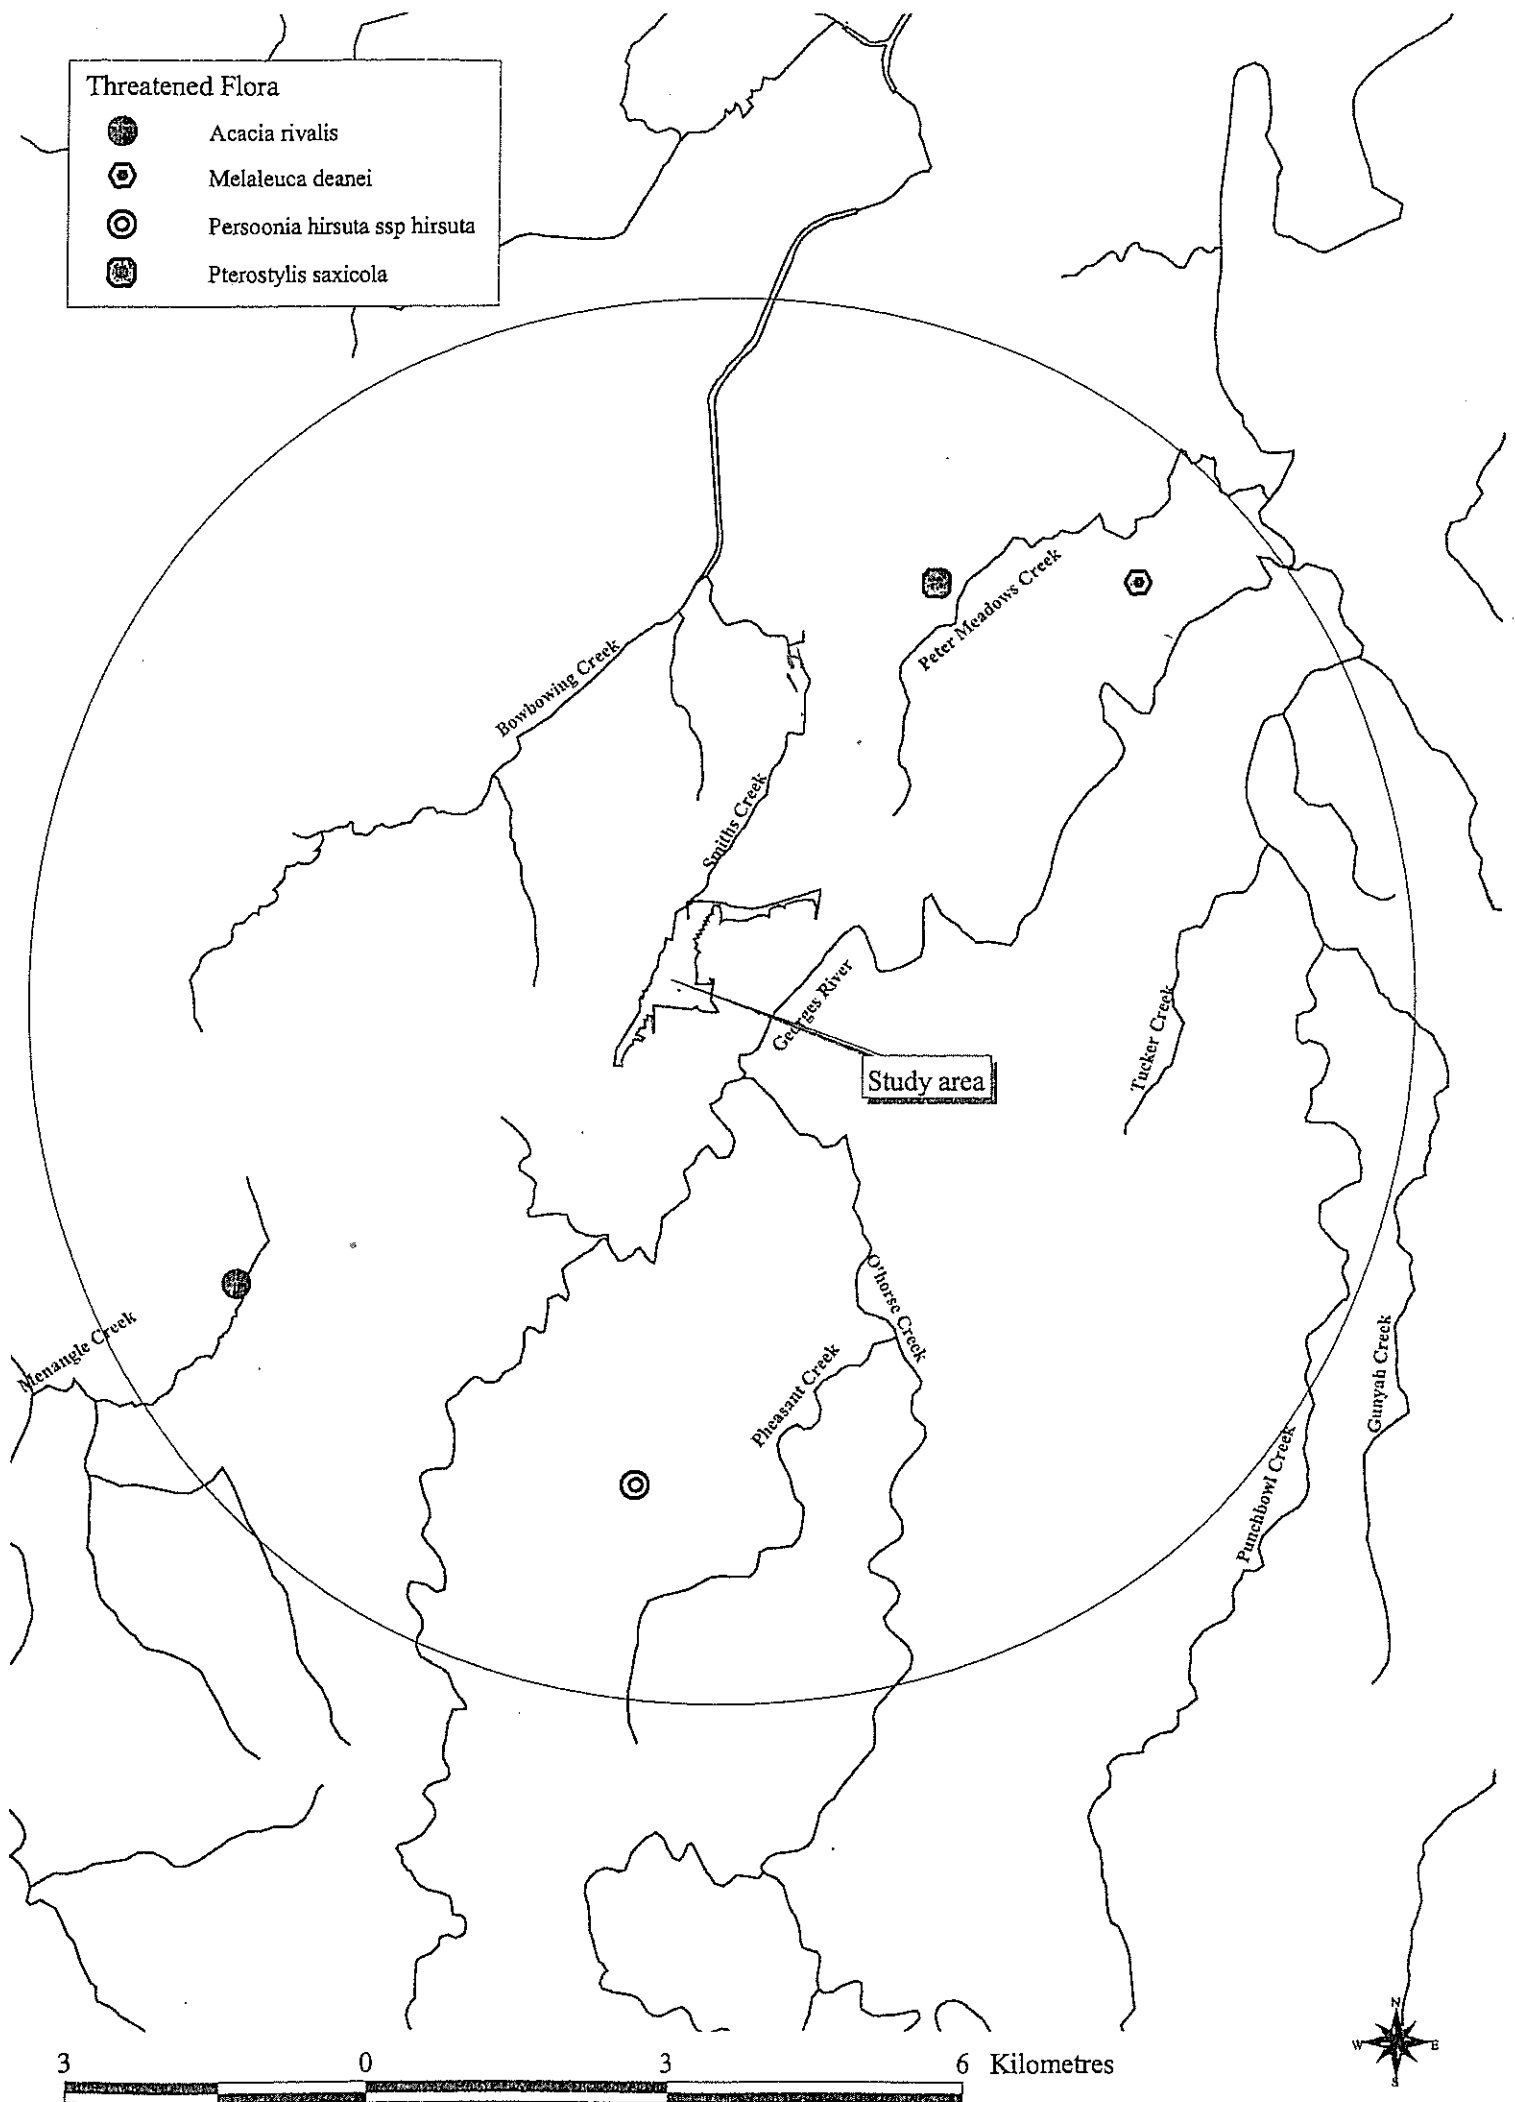 Threatened Flora
Acacia rivalis
Melaleuca deanei
Persoonia hirsuta ssp hirsuta
Pterostylis saxicola
Peter Meadows Creek
Bowbowing Creek
Smiths Creek
Georges River
Study area
Tucker Creek
O'horse Creek
Menangle Creek
Pheasant Creek
Gunyah Creek
Punchbowl Creek
N
W E
S
3 0 3 6 Kilometres